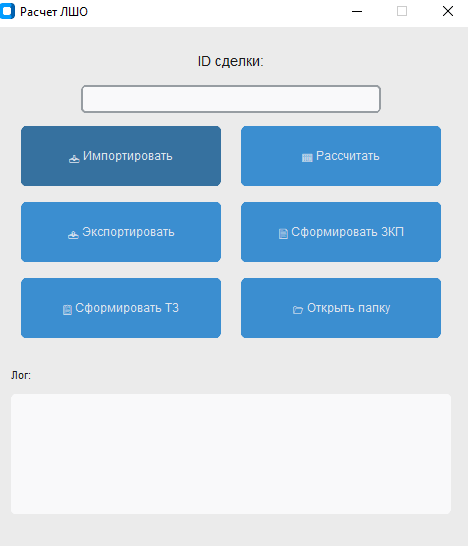 Расчет ЛШО
ID сделки:
Импортировать
Рассчитать
Экспортировать
Сформировать ЗКП
Сформировать ТЗ
Открыть папку
Лог: